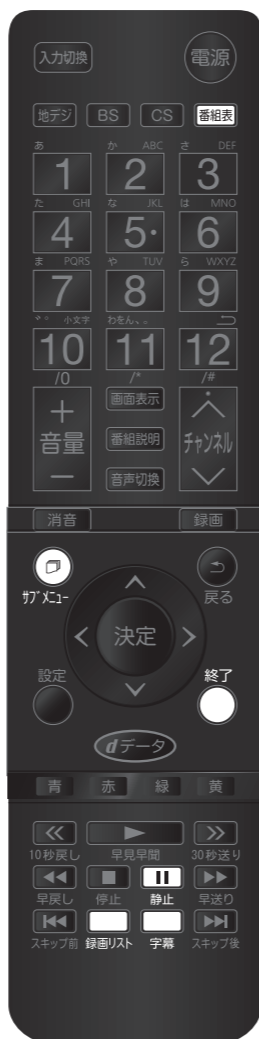 入力切換 電源
地デジ BS CS 番組表
あ か ABC さ DEF
1 2 3
た GHI な JKL は MNO
4 5・ 6
ま PQRS や TUV ら WXYZ
7 8 9
゛゜ 小文字 わをん、。
10 11 12
/0 /* /#
+ 画面表示
音量 番組説明 チャンネル
- 音声切換
消音 録画
サブメニュー 戻る
決定
設定 終了
dデータ
青 赤 緑 黄
10秒戻し 早見早聞 30秒送り
早戻し 停止 静止 早送り
スキップ前 録画リスト 字幕 スキップ後